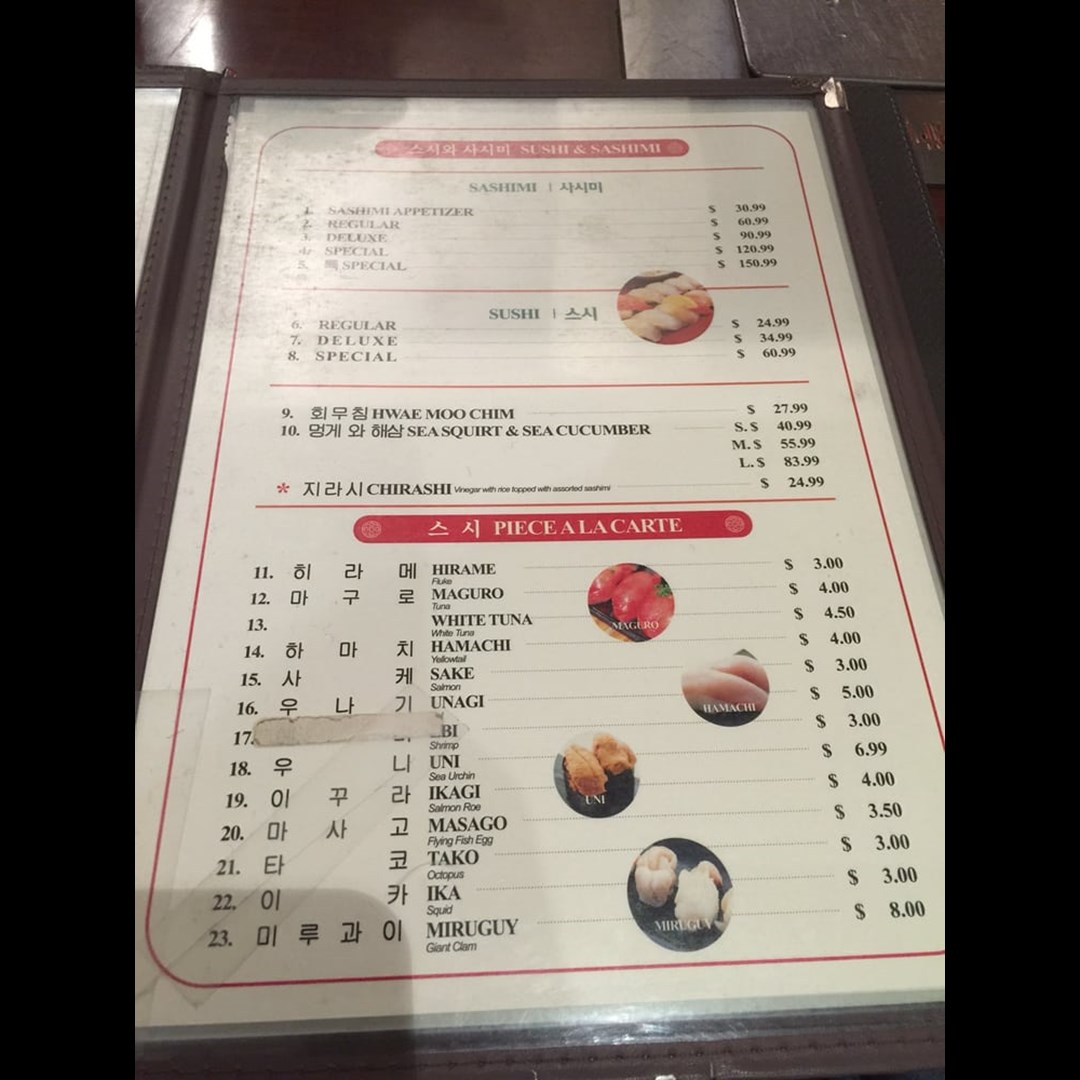 스시와 사시미 SUSHI & SASHIMI
SASHIMI | 사시미
1. SASHIMI APPETIZER $ 30.99
2. REGULAR $ 60.99
3. DELUXE $ 90.99
4. SPECIAL $ 120.99
5. 특 SPECIAL $ 150.99
SUSHI | 스시
6. REGULAR $ 24.99
7. DELUXE $ 34.99
8. SPECIAL $ 60.99
9. 회무침 HWAE MOO CHIM $ 27.99
10. 멍게 와 해삼 SEA SQUIRT & SEA CUCUMBER S. $ 40.99
M. $ 55.99
L. $ 83.99
* 지라시 CHIRASHI Vinegar with rice topped with assorted sashimi $ 24.99
스 시 PIECE A LA CARTE
11. 히 라 메 HIRAME $ 3.00
Fluke
12. 마 구 로 MAGURO $ 4.00
Tuna
13. WHITE TUNA $ 4.50
White Tuna
14. 하 마 치 HAMACHI $ 4.00
Yellowtail
15. 사 케 SAKE $ 3.00
Salmon
16. 우 나 기 UNAGI $ 5.00
17. BI $ 3.00
Shrimp
18. 우 니 UNI $ 6.99
Sea Urchin
19. 이 꾸 라 IKAGI $ 4.00
Salmon Roe
20. 마 사 고 MASAGO $ 3.50
Flying Fish Egg
21. 타 코 TAKO $ 3.00
Octopus
22. 이 카 IKA $ 3.00
Squid
23. 미 루 과 이 MIRUGUY $ 8.00
Giant Clam
MAGURO
HAMACHI
UNI
MIRUGUY